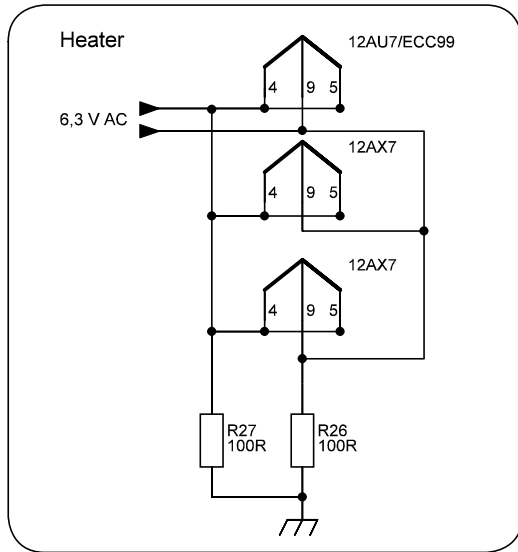 Heater
12AU7/ECC99
4 9 5
6,3 V AC
12AX7
4 9 5
12AX7
4 9 5
R27
100R
R26
100R